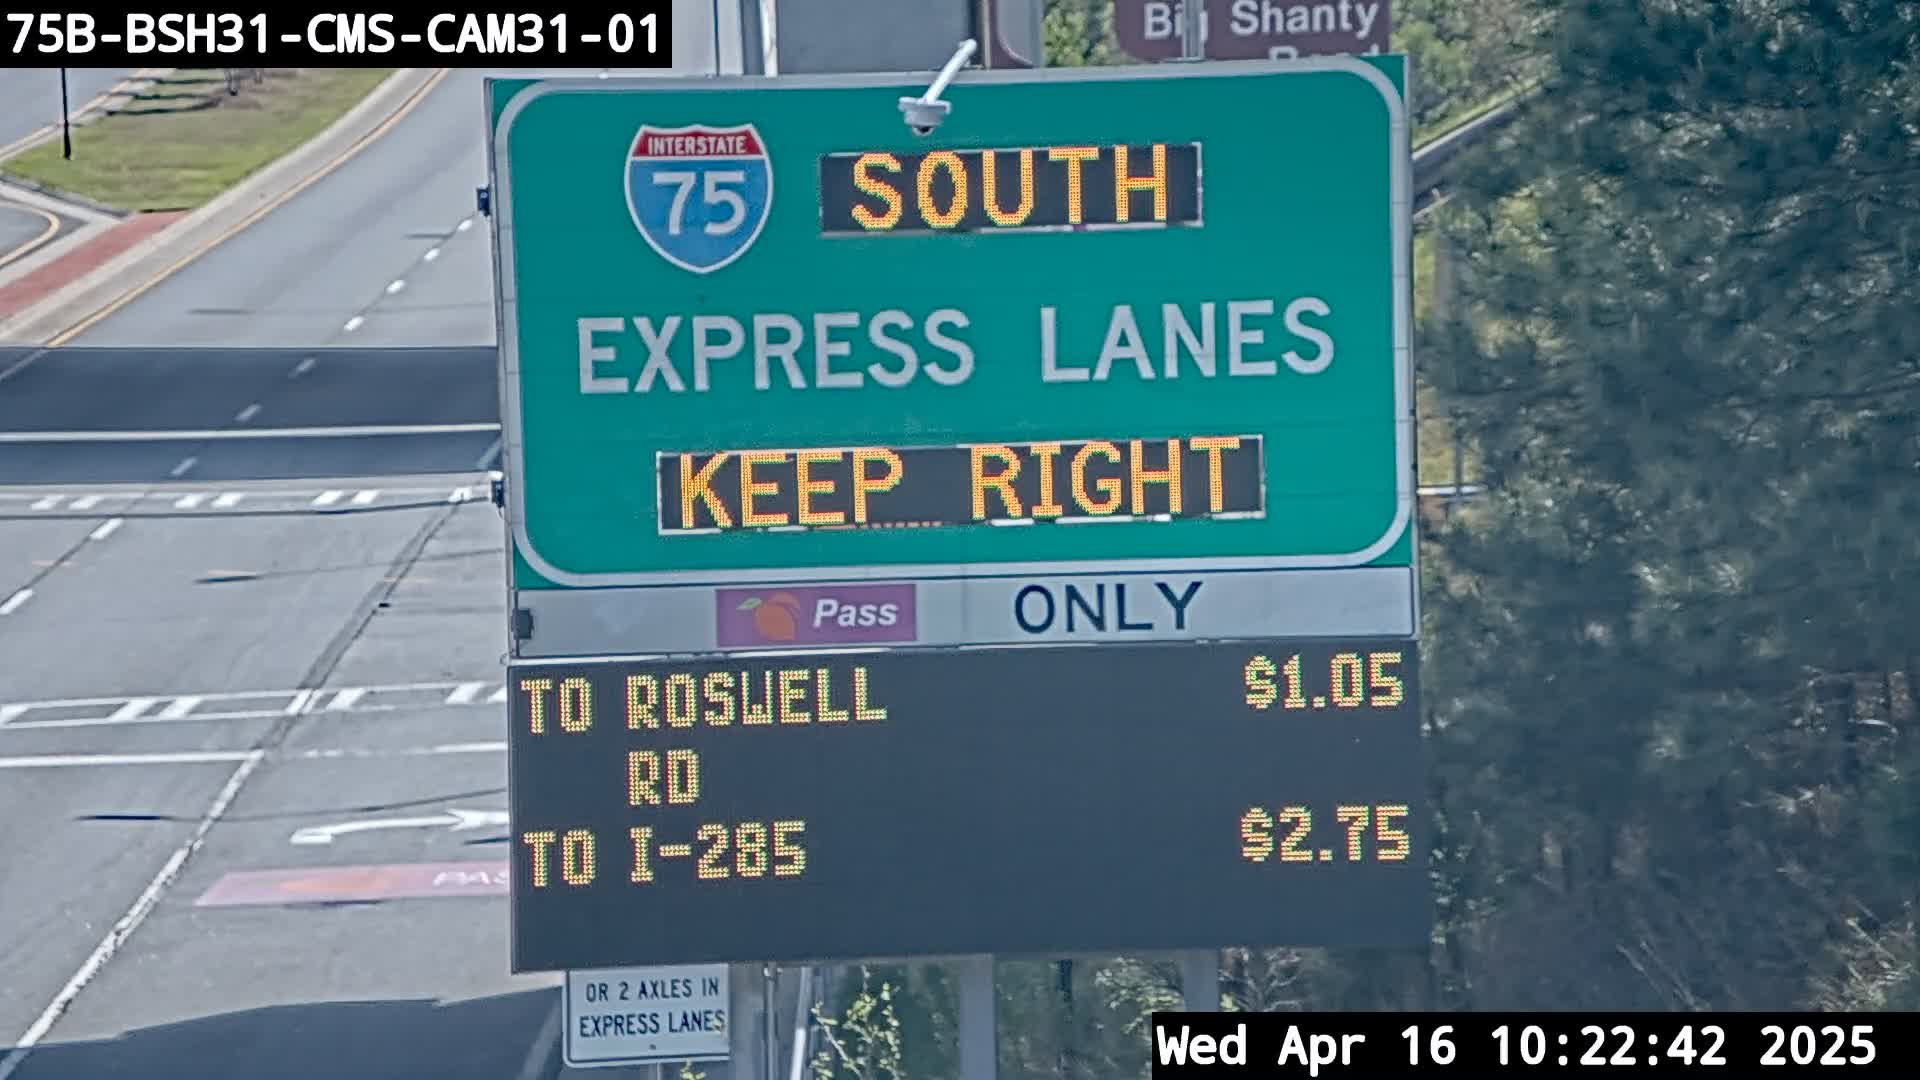 75B-BSH31-CMS-CAM31-01
Big Shanty
Road
INTERSTATE
75
SOUTH
EXPRESS LANES
KEEP RIGHT
Pass
ONLY
TO ROSWELL $1.05
RD
TO I-285 $2.75
OR 2 AXLES IN
EXPRESS LANES
Wed Apr 16 10:22:42 2025